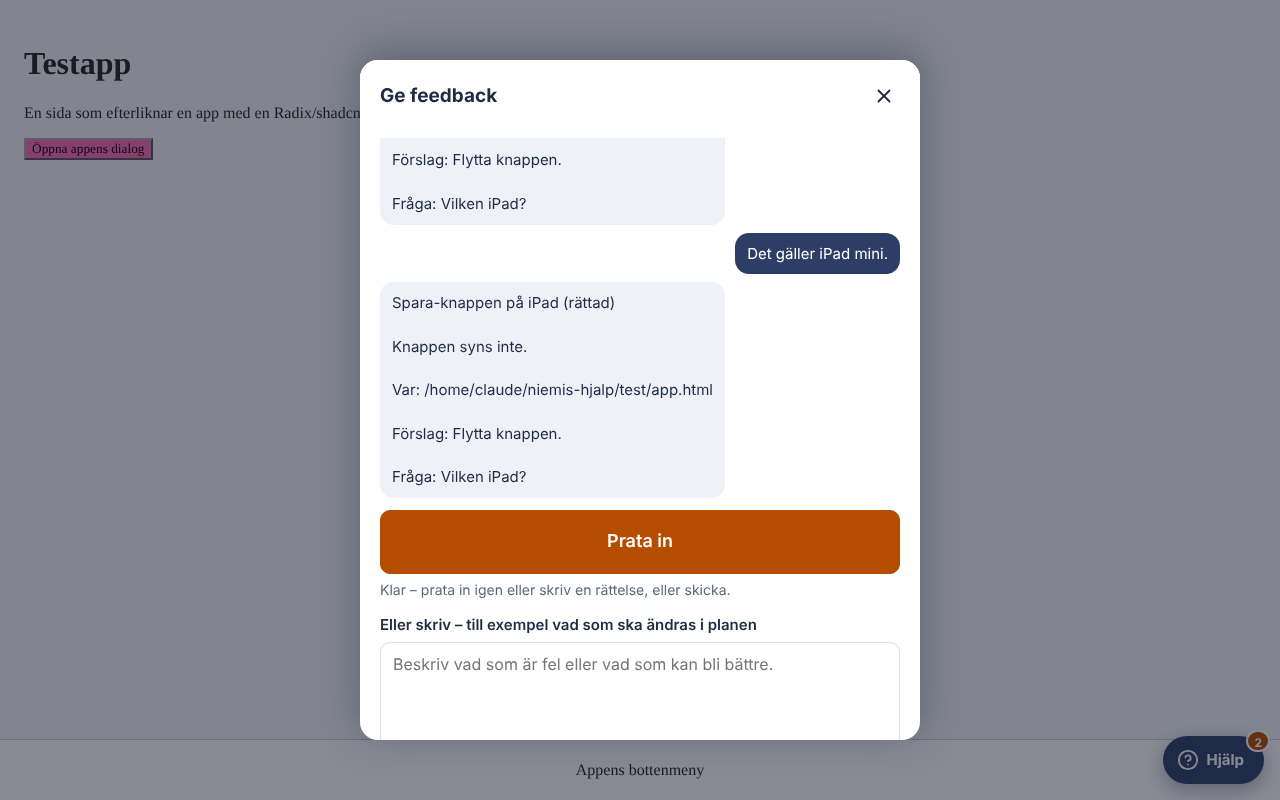 Testapp
En sida som efterliknar en app med en Radix/shadcn
Öppna appens dialog
Ge feedback
Förslag: Flytta knappen.
Fråga: Vilken iPad?
Det gäller iPad mini.
Spara-knappen på iPad (rättad)
Knappen syns inte.
Var: /home/claude/niemis-hjalp/test/app.html
Förslag: Flytta knappen.
Fråga: Vilken iPad?
Prata in
Klar – prata in igen eller skriv en rättelse, eller skicka.
Eller skriv – till exempel vad som ska ändras i planen
Beskriv vad som är fel eller vad som kan bli bättre.
Appens bottenmeny
Hjälp
2